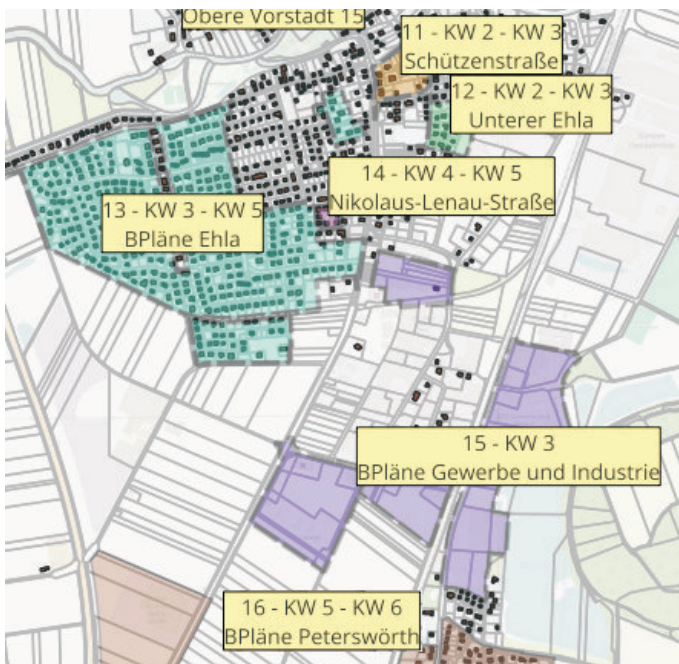 Obere Vorstadt 15
11 - KW 2 - KW 3
Schützenstraße
12 - KW 2 - KW 3
Unterer Ehla
14 - KW 4 - KW 5
Nikolaus-Lenau-Straße
13 - KW 3 - KW 5
BPläne Ehla
15 - KW 3
BPläne Gewerbe und Industrie
16 - KW 5 - KW 6
BPläne Peterswörth